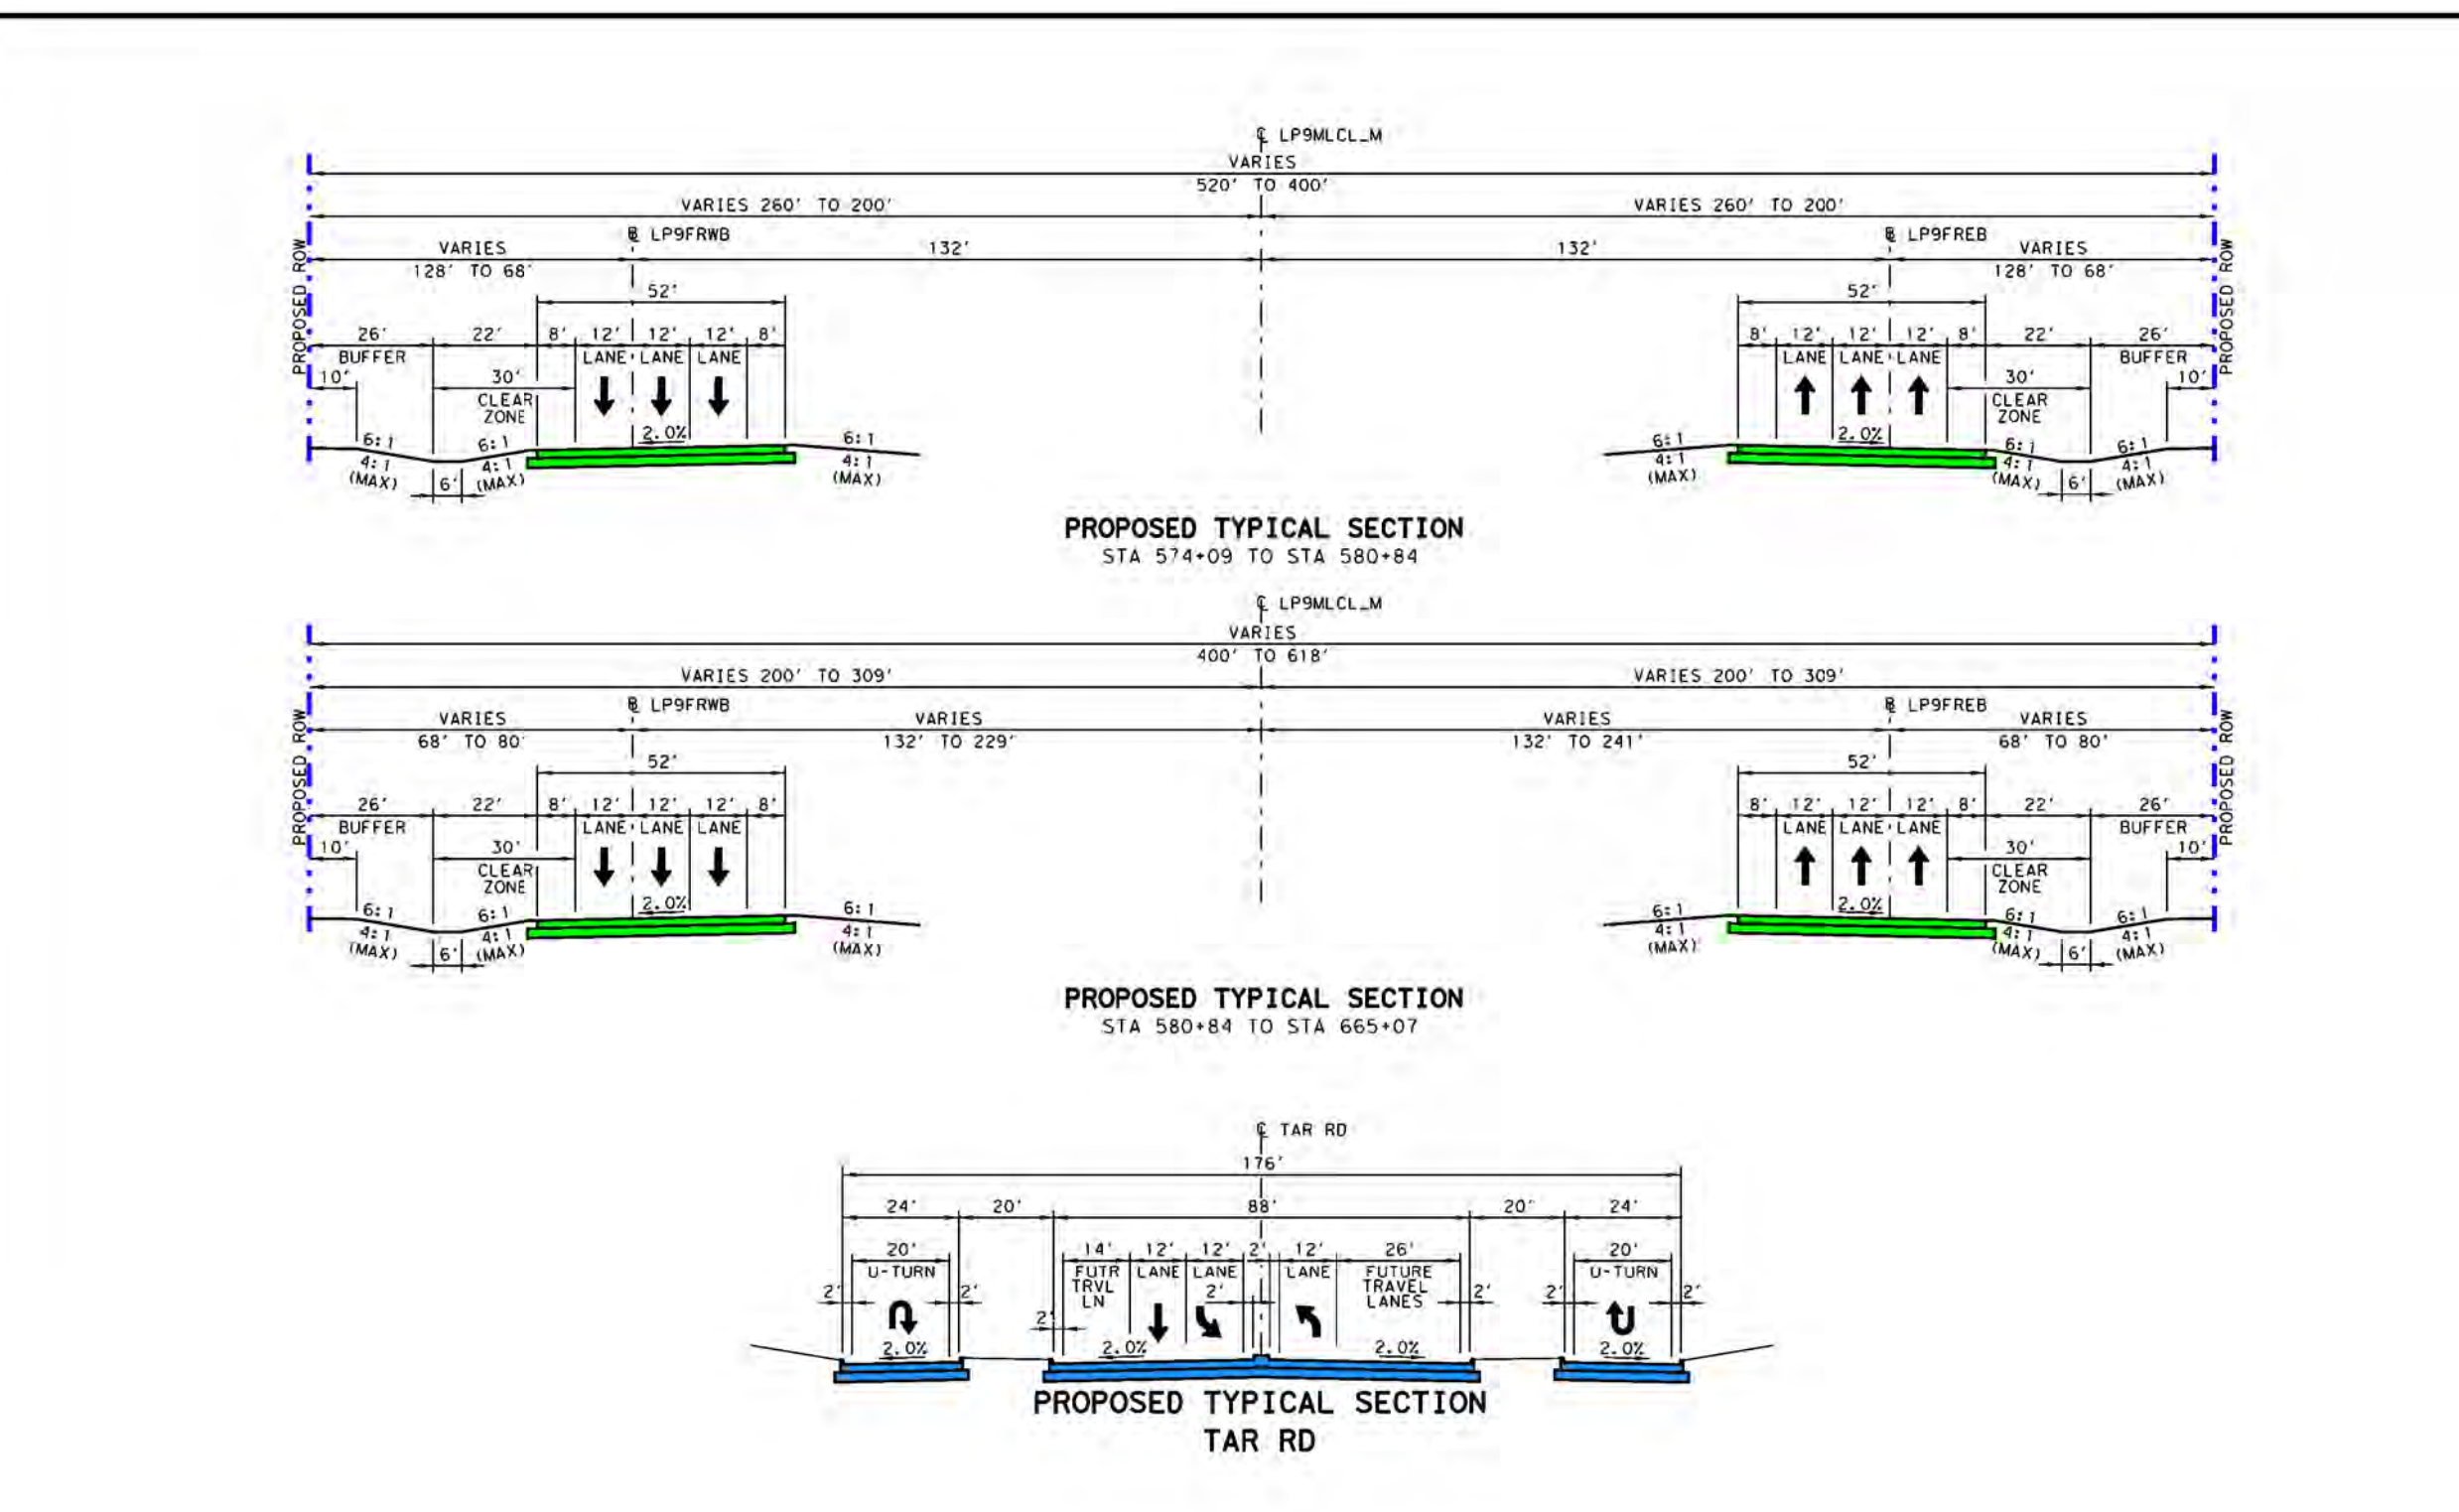 ℄ LP9MLCL_M
VARIES
520' TO 400'
VARIES 260' TO 200' VARIES 260' TO 200'
PROPOSED ROW
VARIES
128' TO 68'
B̲ LP9FRWB
132' 132'
B̲ LP9FREB
VARIES
128' TO 68'
PROPOSED ROW
52' 52'
26' 22' 8' 12' 12' 12' 8' 8' 12' 12' 12' 8' 22' 26'
BUFFER LANE LANE LANE LANE LANE LANE BUFFER
10' 30' 30' 10'
CLEAR CLEAR
ZONE ZONE
6:1 6:1 2.0% 6:1 6:1 2.0% 6:1 6:1
4:1 4:1 4:1 4:1 4:1 4:1
(MAX) 6' (MAX) (MAX) (MAX) (MAX) 6' (MAX)
PROPOSED TYPICAL SECTION
STA 574+09 TO STA 580+84
℄ LP9MLCL_M
VARIES
400' TO 618'
VARIES 200' TO 309' VARIES 200' TO 309'
PROPOSED ROW
VARIES
68' TO 80'
B̲ LP9FRWB
VARIES
132' TO 229'
VARIES
132' TO 241'
B̲ LP9FREB
VARIES
68' TO 80'
PROPOSED ROW
52' 52'
26' 22' 8' 12' 12' 12' 8' 8' 12' 12' 12' 8' 22' 26'
BUFFER LANE LANE LANE LANE LANE LANE BUFFER
10' 30' 30' 10'
CLEAR CLEAR
ZONE ZONE
6:1 6:1 2.0% 6:1 6:1 2.0% 6:1 6:1
4:1 4:1 4:1 4:1 4:1 4:1
(MAX) 6' (MAX) (MAX) (MAX) (MAX) 6' (MAX)
PROPOSED TYPICAL SECTION
STA 580+84 TO STA 665+07
℄ TAR RD
176'
24' 20' 88' 20' 24'
20' 14' 12' 12' 2' 12' 26' 20'
U-TURN FUTR LANE LANE LANE FUTURE U-TURN
TRVL TRAVEL
LN LANES
2' 2' 2' 2' 2' 2' 2'
2.0% 2.0% 2.0% 2.0%
PROPOSED TYPICAL SECTION
TAR RD